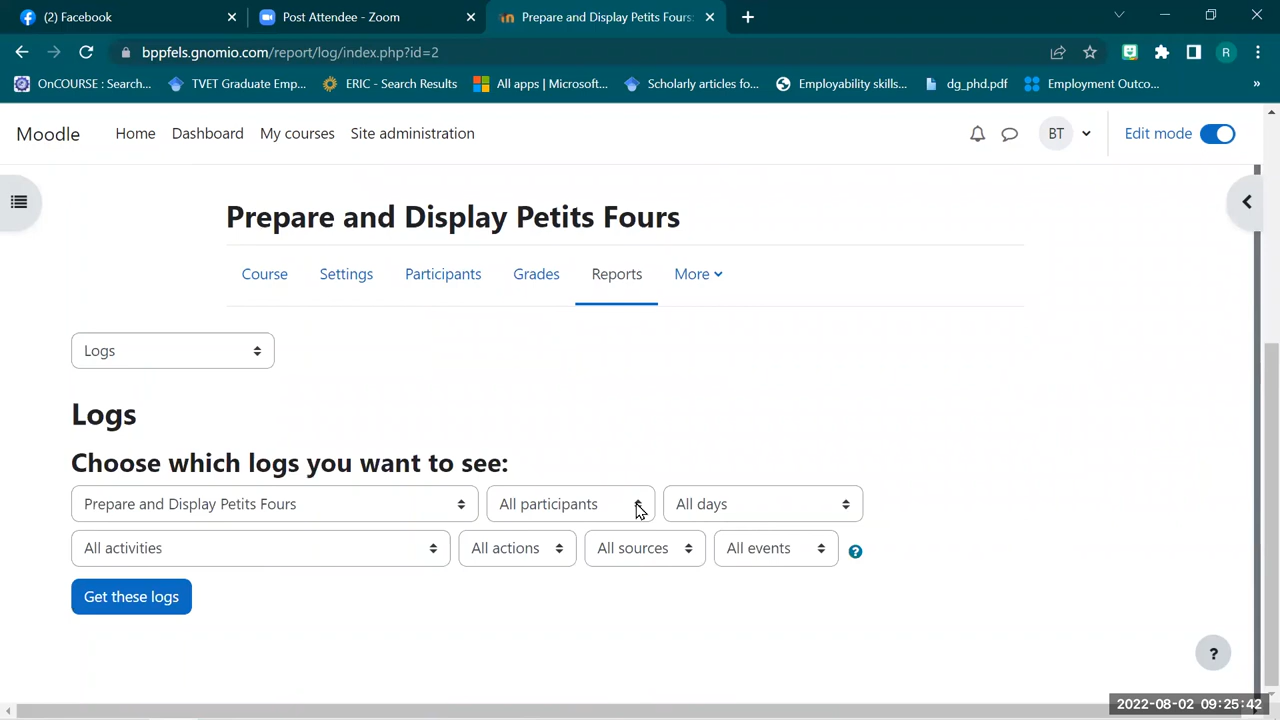 (2) Facebook
Post Attendee - Zoom
Prepare and Display Petits Fours:
bppfels.gnomio.com/report/log/index.php?id=2
R
OnCOURSE : Search...
TVET Graduate Emp...
ERIC - Search Results
All apps | Microsoft...
Scholarly articles fo...
Employability skills...
dg_phd.pdf
Employment Outco...
»
Moodle
Home
Dashboard
My courses
Site administration
BT
Edit mode
Prepare and Display Petits Fours
Course
Settings
Participants
Grades
Reports
More
Logs
Logs
Choose which logs you want to see:
Prepare and Display Petits Fours
All participants
All days
All activities
All actions
All sources
All events
?
Get these logs
?
2022-08-02 09:25:42